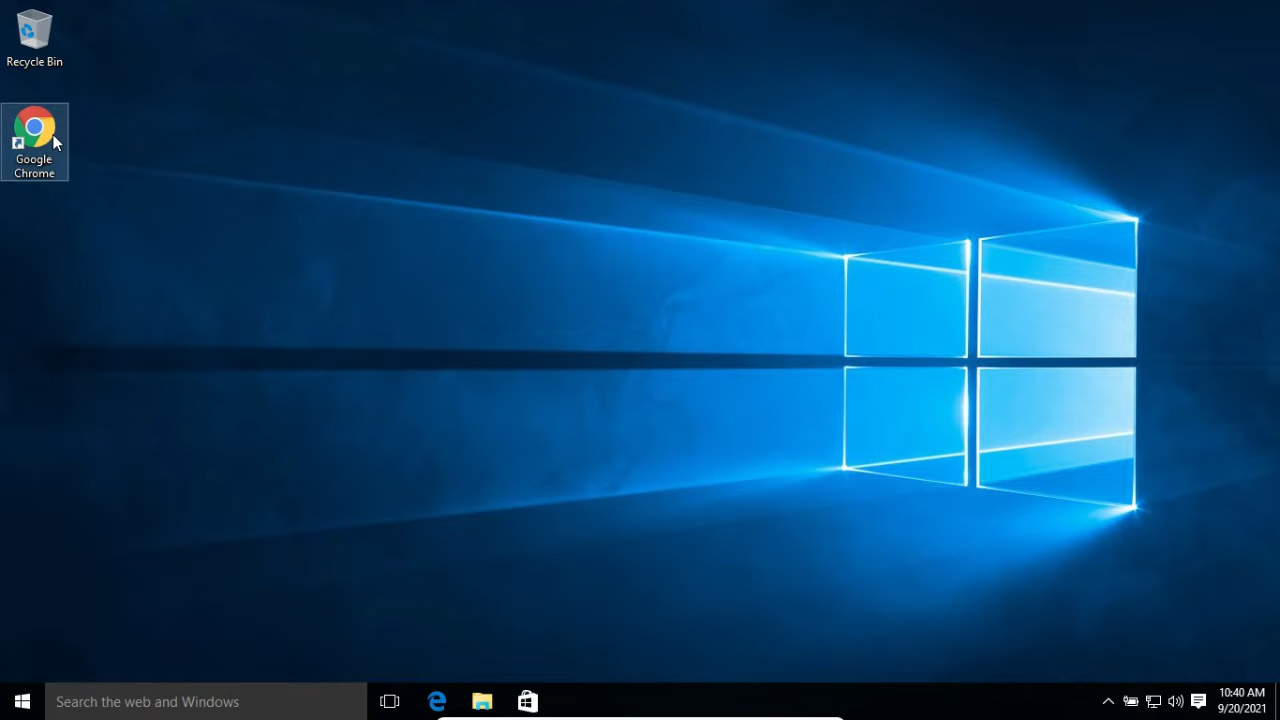 Recycle Bin
Google
Chrome
Search the web and Windows
10:40 AM
9/20/2021